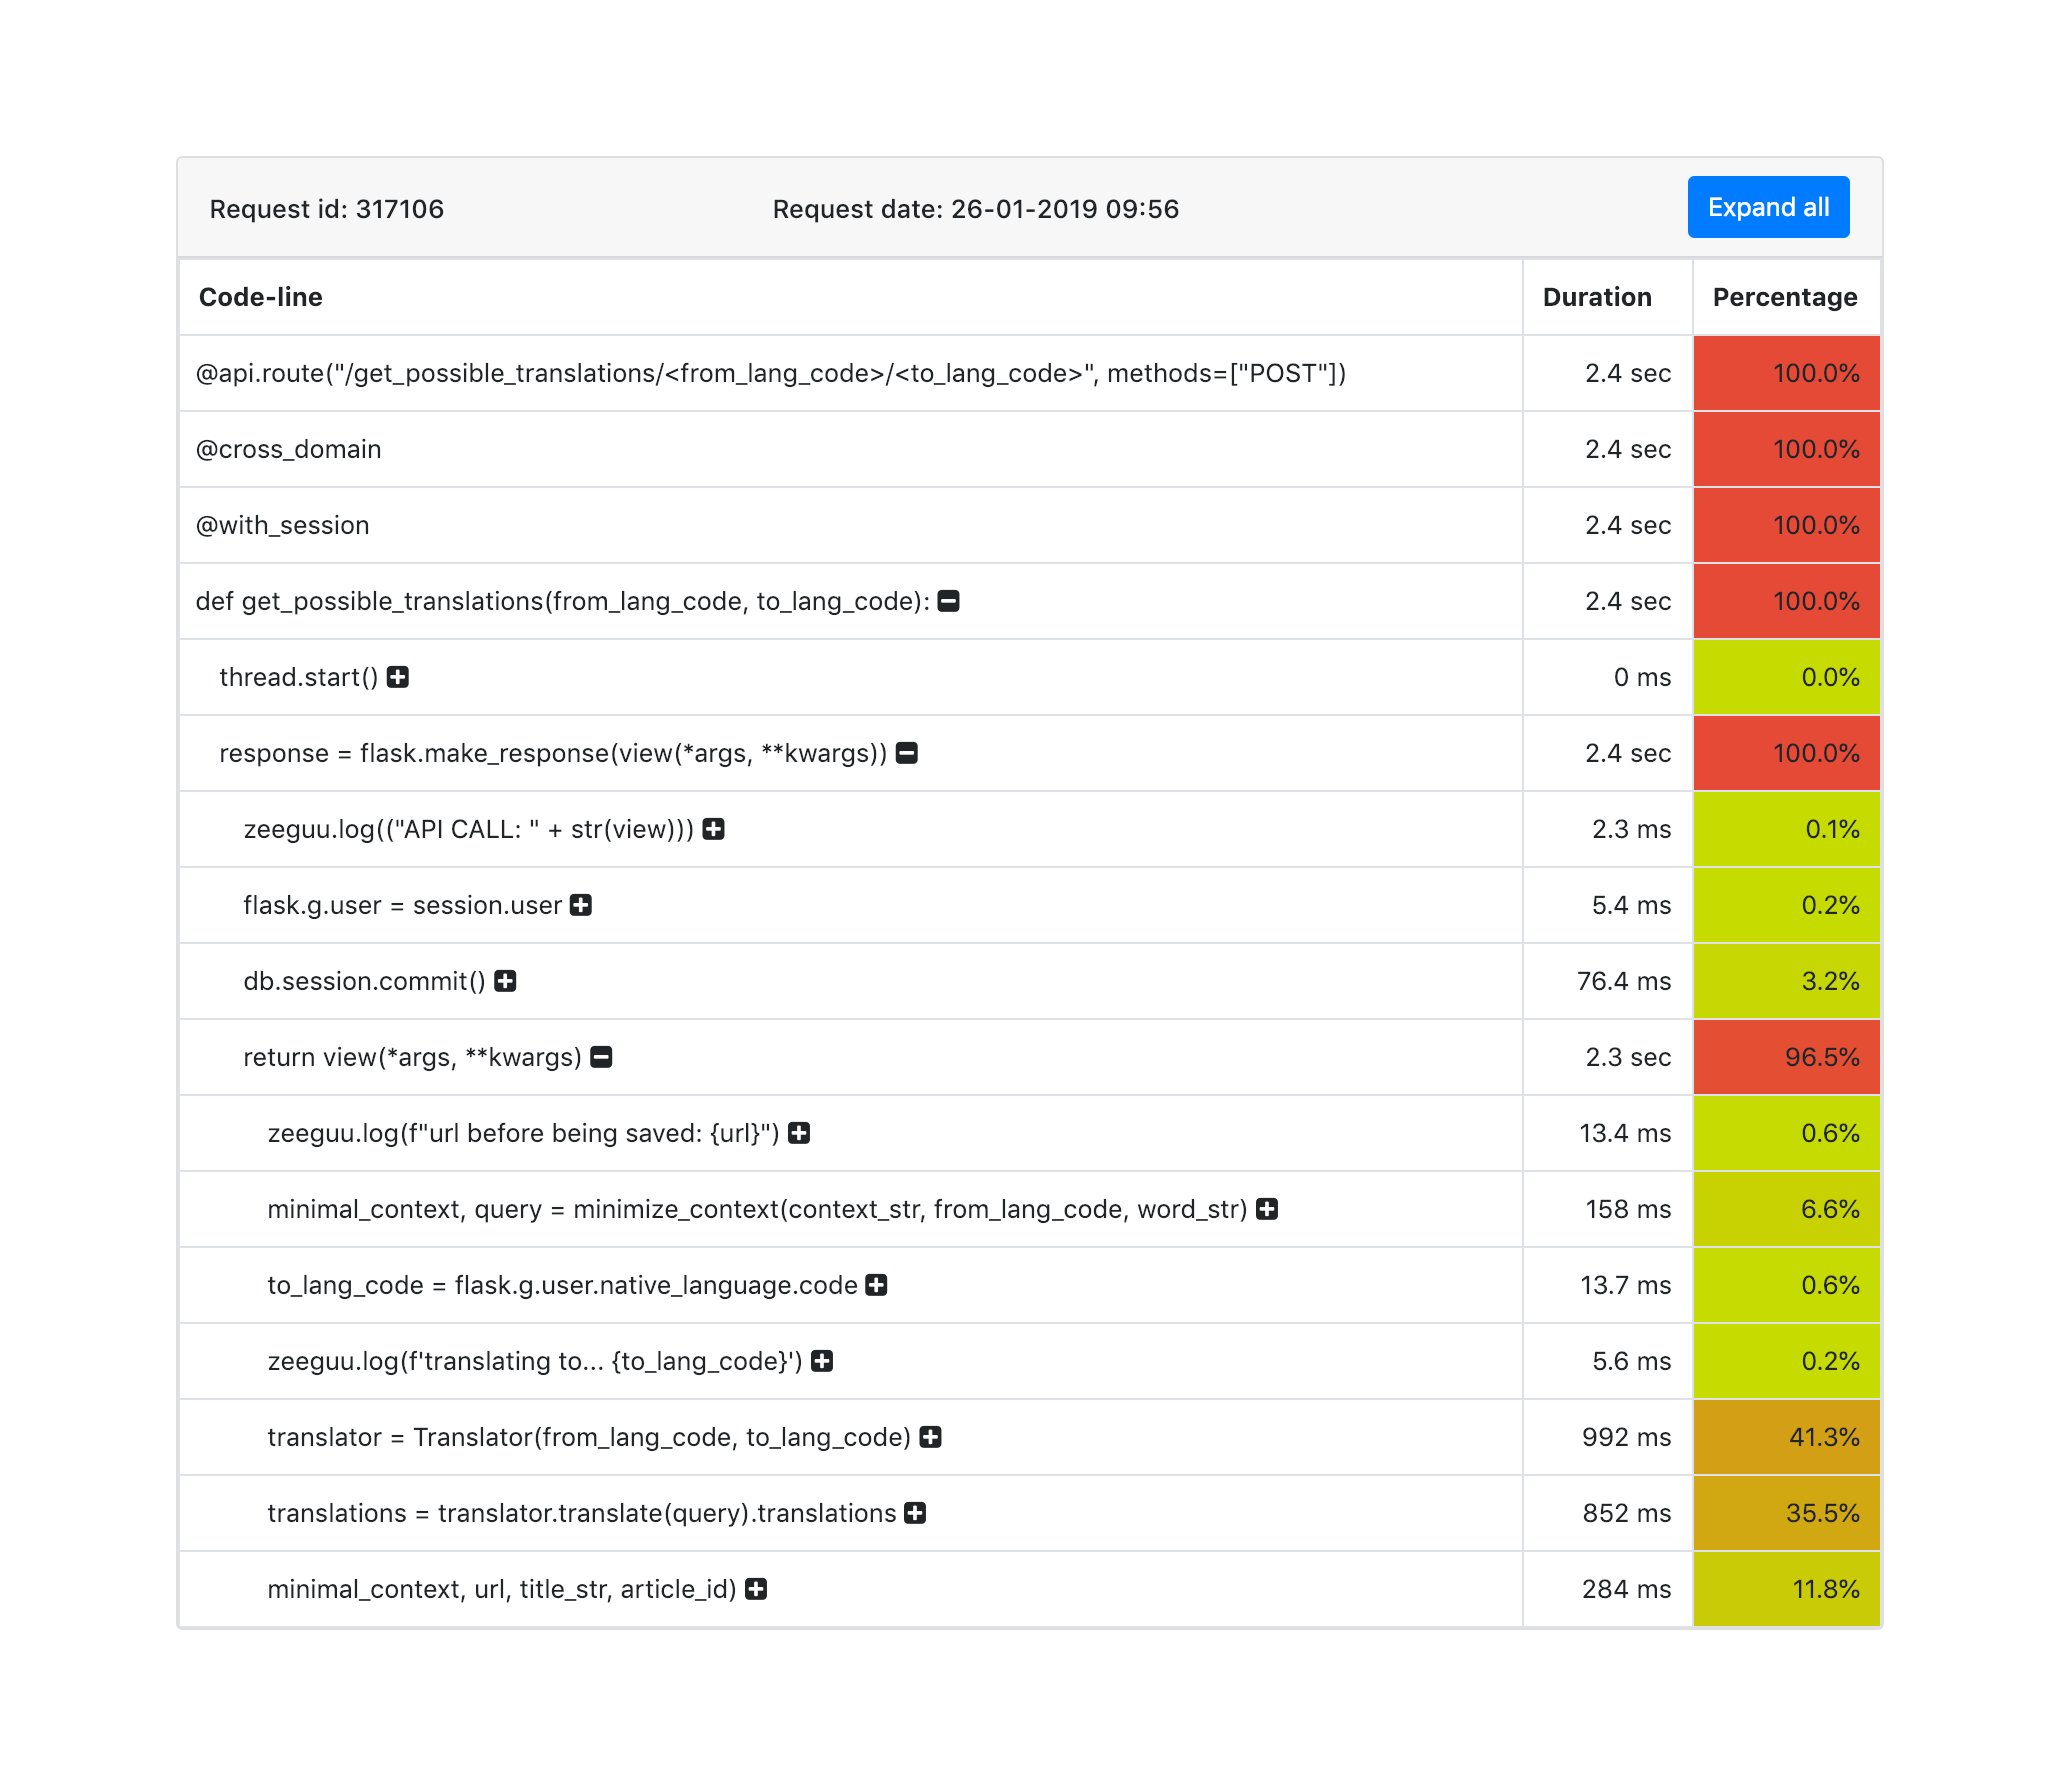 Request id: 317106 Request date: 26-01-2019 09:56 Expand all
Code-line Duration Percentage
@api.route("/get_possible_translations/<from_lang_code>/<to_lang_code>", methods=["POST"]) 2.4 sec 100.0%
@cross_domain 2.4 sec 100.0%
@with_session 2.4 sec 100.0%
def get_possible_translations(from_lang_code, to_lang_code): 2.4 sec 100.0%
thread.start() 0 ms 0.0%
response = flask.make_response(view(*args, **kwargs)) 2.4 sec 100.0%
zeeguu.log(("API CALL: " + str(view))) 2.3 ms 0.1%
flask.g.user = session.user 5.4 ms 0.2%
db.session.commit() 76.4 ms 3.2%
return view(*args, **kwargs) 2.3 sec 96.5%
zeeguu.log(f"url before being saved: {url}") 13.4 ms 0.6%
minimal_context, query = minimize_context(context_str, from_lang_code, word_str) 158 ms 6.6%
to_lang_code = flask.g.user.native_language.code 13.7 ms 0.6%
zeeguu.log(f'translating to... {to_lang_code}') 5.6 ms 0.2%
translator = Translator(from_lang_code, to_lang_code) 992 ms 41.3%
translations = translator.translate(query).translations 852 ms 35.5%
minimal_context, url, title_str, article_id) 284 ms 11.8%